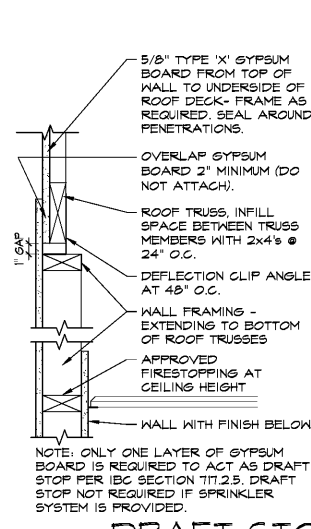 5/8" TYPE 'X' GYPSUM
BOARD FROM TOP OF
WALL TO UNDERSIDE OF
ROOF DECK- FRAME AS
REQUIRED. SEAL AROUND
PENETRATIONS.
OVERLAP GYPSUM
BOARD 2" MINIMUM (DO
NOT ATTACH).
ROOF TRUSS, INFILL
SPACE BETWEEN TRUSS
MEMBERS WITH 2x4's @
24" O.C.
1" GAP
DEFLECTION CLIP ANGLE
AT 48" O.C.
WALL FRAMING -
EXTENDING TO BOTTOM
OF ROOF TRUSSES
APPROVED
FIRESTOPPING AT
CEILING HEIGHT
WALL WITH FINISH BELOW
NOTE: ONLY ONE LAYER OF GYPSUM
BOARD IS REQUIRED TO ACT AS DRAFT
STOP PER IBC SECTION 717.2.5. DRAFT
STOP NOT REQUIRED IF SPRINKLER
SYSTEM IS PROVIDED.
DRAFT